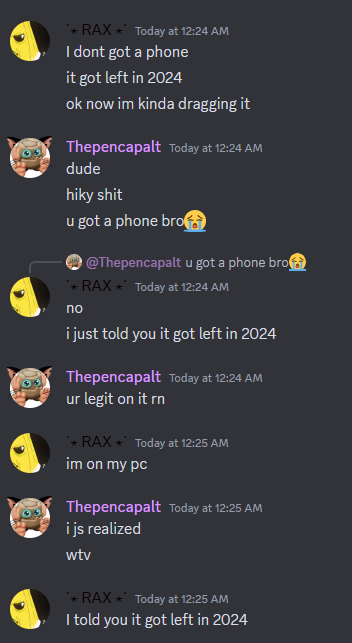 ˙⋆ RAX ⋆˙ Today at 12:24 AM
I dont got a phone
it got left in 2024
ok now im kinda dragging it
Thepencapalt Today at 12:24 AM
dude
hiky shit
u got a phone bro😭
@Thepencapalt u got a phone bro😭
˙⋆ RAX ⋆˙ Today at 12:24 AM
no
i just told you it got left in 2024
Thepencapalt Today at 12:24 AM
ur legit on it rn
˙⋆ RAX ⋆˙ Today at 12:25 AM
im on my pc
Thepencapalt Today at 12:25 AM
i js realized
wtv
˙⋆ RAX ⋆˙ Today at 12:25 AM
I told you it got left in 2024